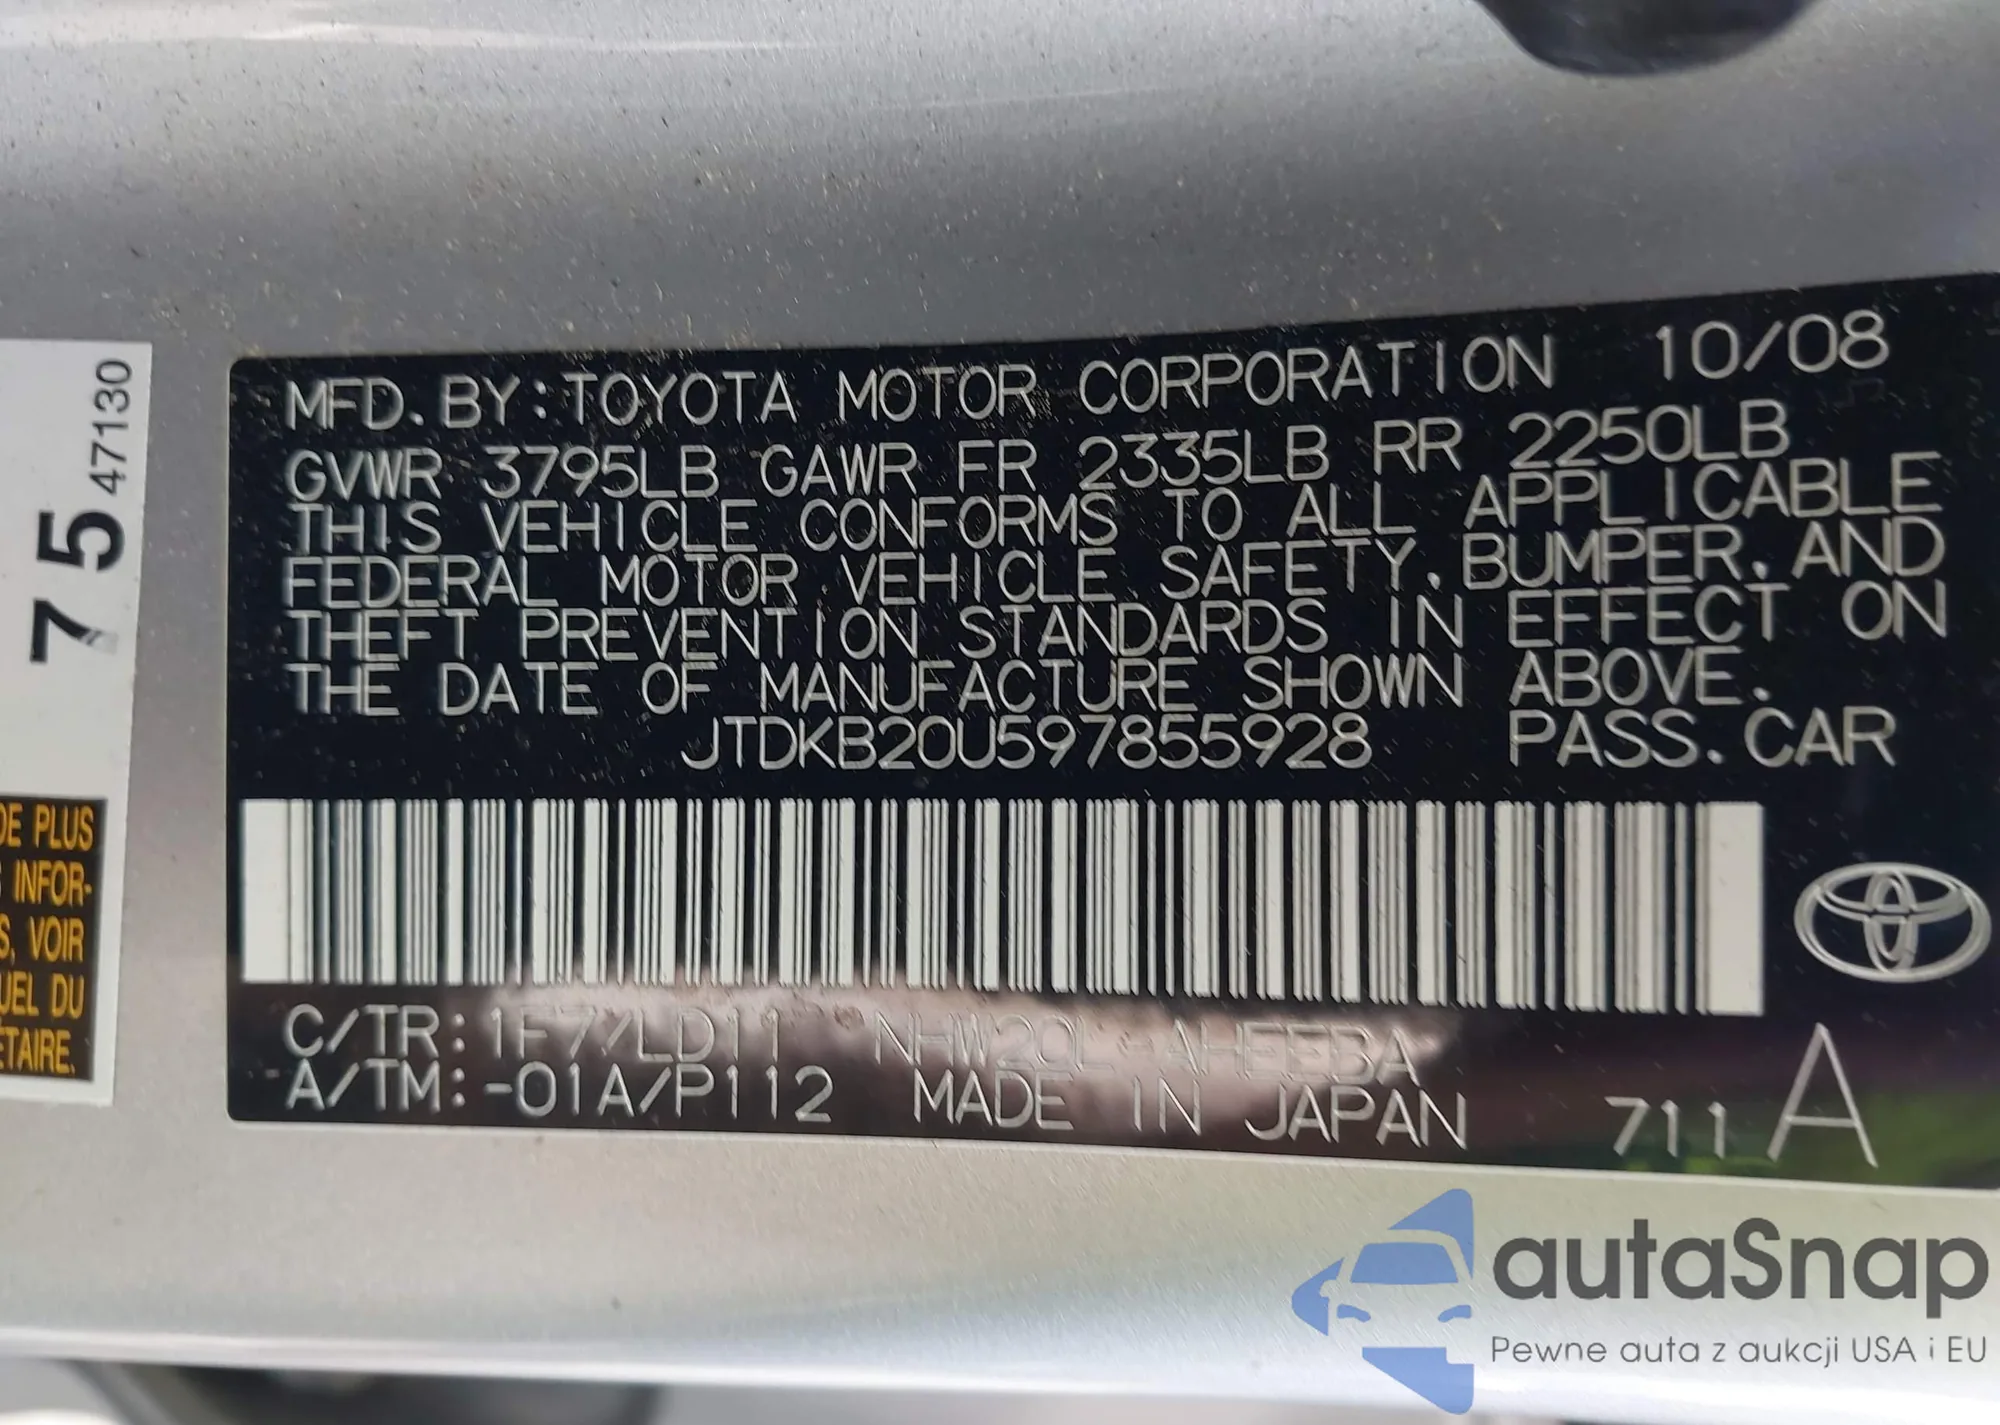 MFD. BY: TOYOTA MOTOR CORPORATION 10/08
GVWR 3795LB GAWR FR 2335LB RR 2250LB
THIS VEHICLE CONFORMS TO ALL APPLICABLE
FEDERAL MOTOR VEHICLE SAFETY, BUMPER, AND
THEFT PREVENTION STANDARDS IN EFFECT ON
THE DATE OF MANUFACTURE SHOWN ABOVE.
JTDKB20U597855928 PASS. CAR
C/TR: 1F7/LD11 NHW20L-AHEEBA
A/TM: -01A/P112 MADE IN JAPAN 711 A
75 47130
DE PLUS
INFOR-
VOIR
DU
autaSnap
Pewne auta z aukcji USA i EU